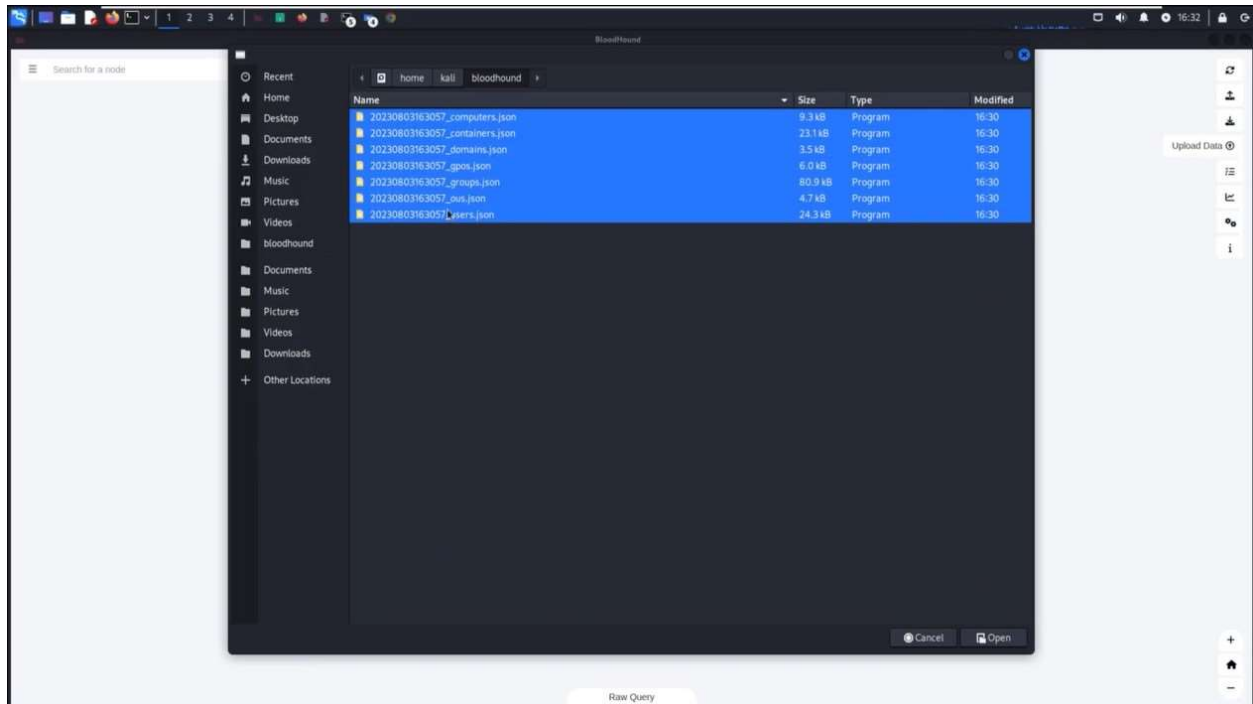 1 2 3 4
16:32
BloodHound
Search for a node
Recent
home kali bloodhound
Home
Name Size Type Modified
Desktop
20230803163057_computers.json 9.3 kB Program 16:30
20230803163057_containers.json 23.1 kB Program 16:30
Documents
20230803163057_domains.json 3.5 kB Program 16:30
Upload Data
Downloads
20230803163057_gpos.json 6.0 kB Program 16:30
Music
20230803163057_groups.json 80.9 kB Program 16:30
Pictures
20230803163057_ous.json 4.7 kB Program 16:30
Videos
20230803163057_users.json 24.3 kB Program 16:30
bloodhound
Documents
Music
Pictures
Videos
Downloads
Other Locations
Cancel Open
Raw Query